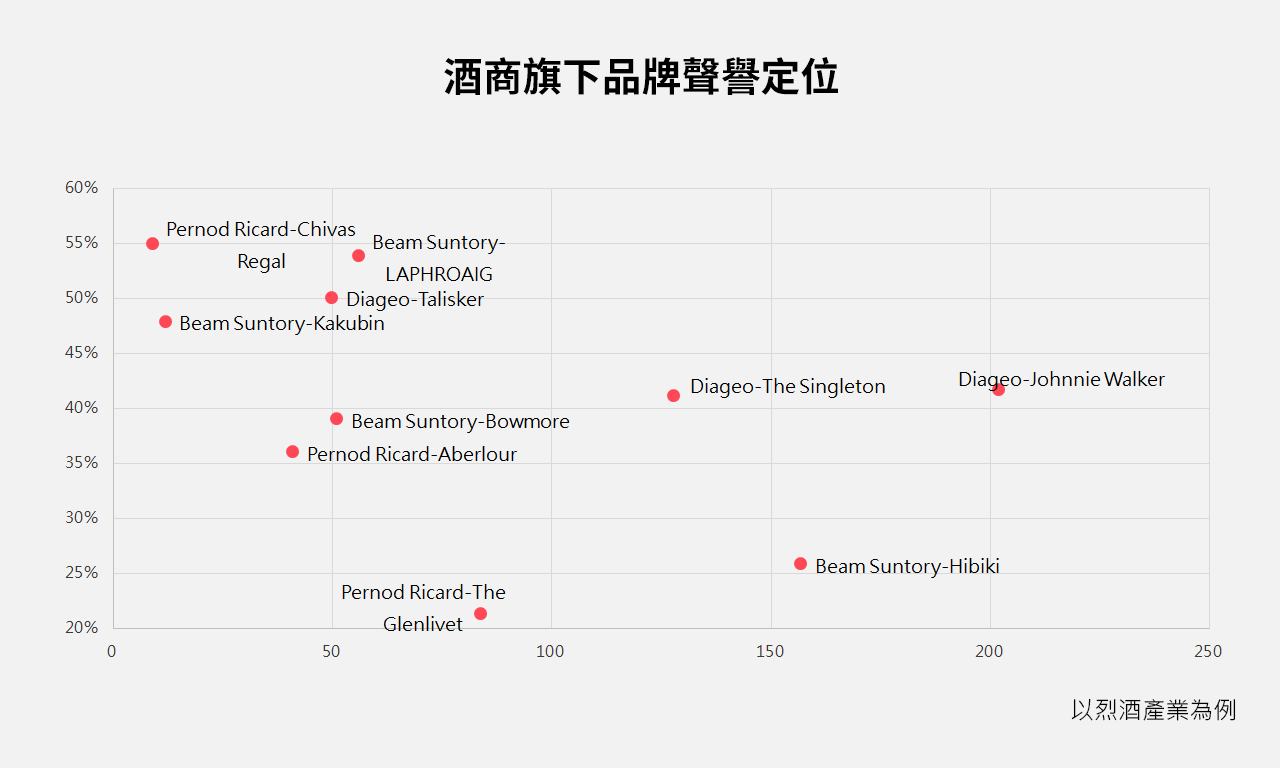 酒商旗下品牌聲譽定位
60%
55%
50%
45%
40%
35%
30%
25%
20%
Pernod Ricard-Chivas
Regal
Beam Suntory-
LAPHROAIG
Diageo-Talisker
Beam Suntory-Kakubin
Diageo-Johnnie Walker
Diageo-The Singleton
Beam Suntory-Bowmore
Pernod Ricard-Aberlour
Beam Suntory-Hibiki
Pernod Ricard-The
Glenlivet
0 50 100 150 200 250
以烈酒產業為例